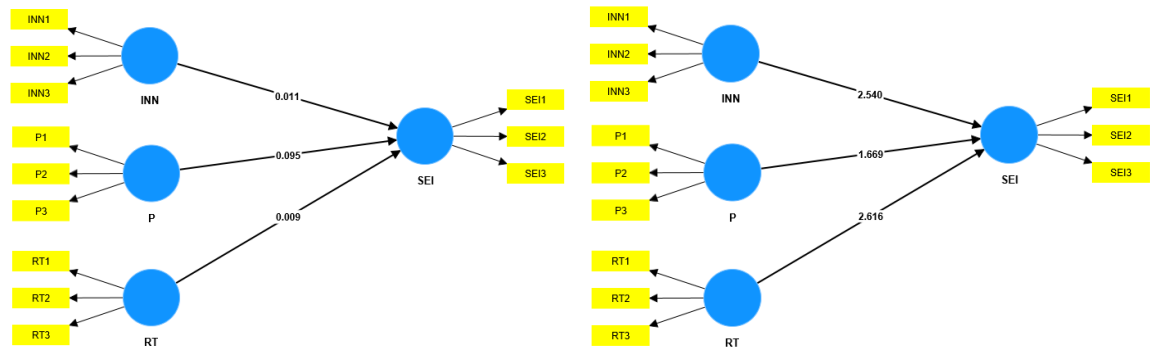 INN1
INN2
INN3
INN
0.011
P1
P2
P3
P
0.095
RT1
RT2
RT3
RT
0.009
SEI
SEI1
SEI2
SEI3
INN1
INN2
INN3
INN
2.540
P1
P2
P3
P
1.669
RT1
RT2
RT3
RT
2.616
SEI
SEI1
SEI2
SEI3